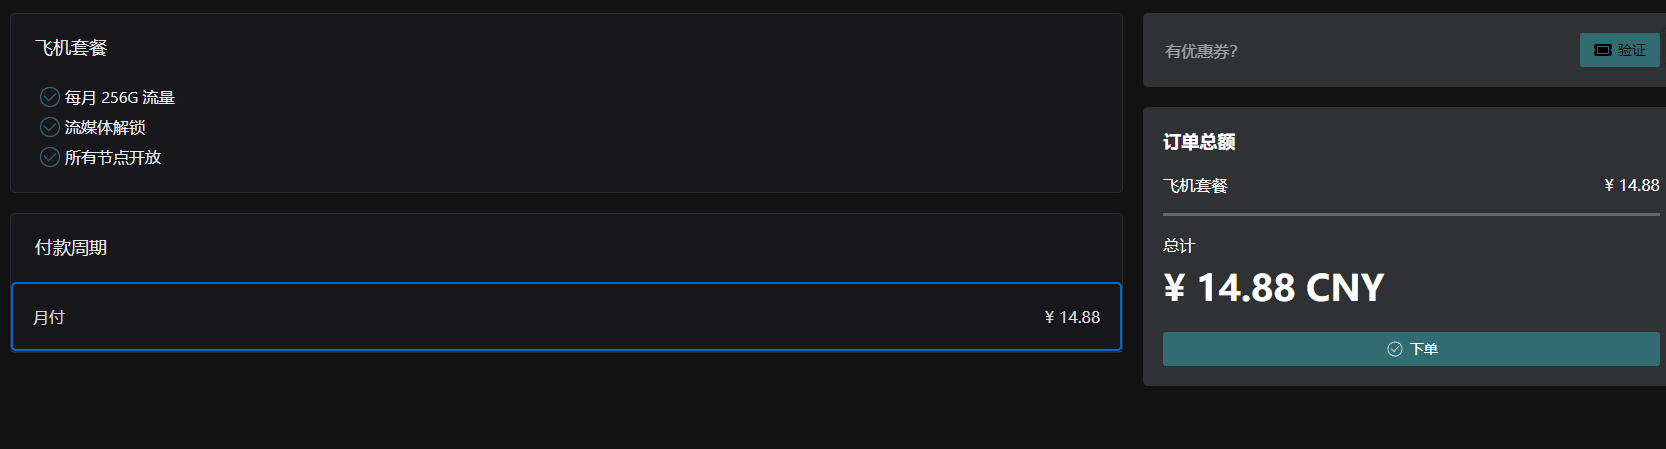 飞机套餐
每月 256G 流量
流媒体解锁
所有节点开放
付款周期
月付 ¥ 14.88
有优惠券？
验证
订单总额
飞机套餐 ¥ 14.88
总计
¥ 14.88 CNY
下单